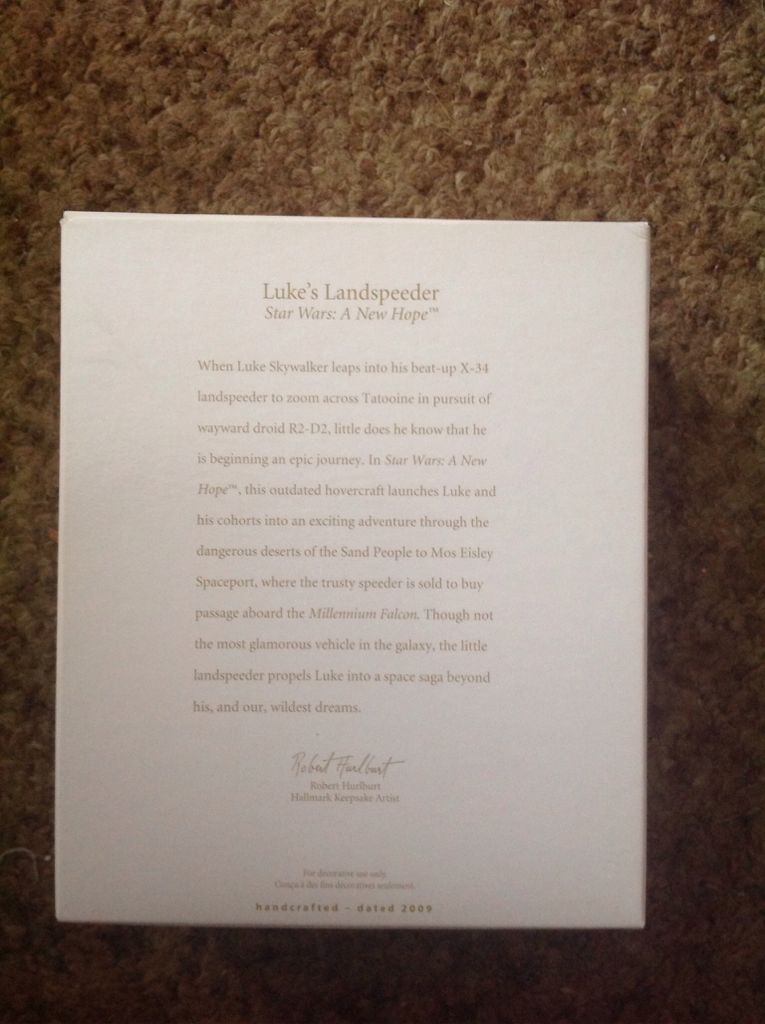 Luke's Landspeeder
Star Wars: A New Hope™
When Luke Skywalker leaps into his beat-up X-34
landspeeder to zoom across Tatooine in pursuit of
wayward droid R2-D2, little does he know that he
is beginning an epic journey. In Star Wars: A New
Hope™, this outdated hovercraft launches Luke and
his cohorts into an exciting adventure through the
dangerous deserts of the Sand People to Mos Eisley
Spaceport, where the trusty speeder is sold to buy
passage aboard the Millennium Falcon. Though not
the most glamorous vehicle in the galaxy, the little
landspeeder propels Luke into a space saga beyond
his, and our, wildest dreams.
Robert Hurlburt
Robert Hurlburt
Hallmark Keepsake Artist
For decorative use only.
Conçu à des fins décoratives seulement.
handcrafted - dated 2009